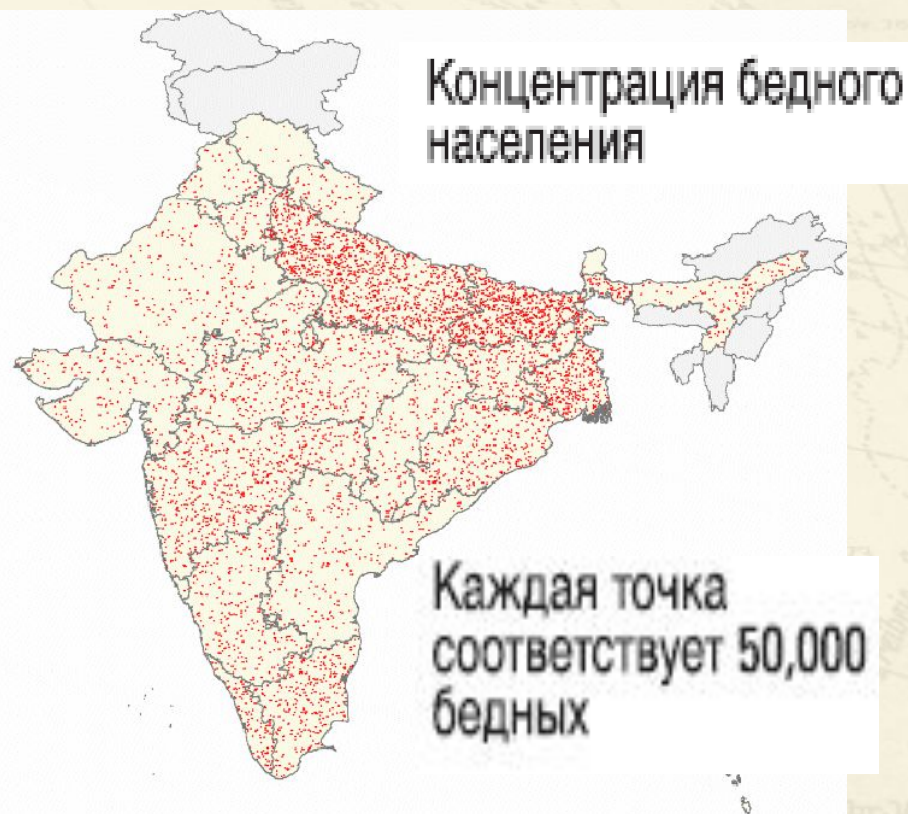 Концентрация бедного
населения
Каждая точка
соответствует 50,000
бедных